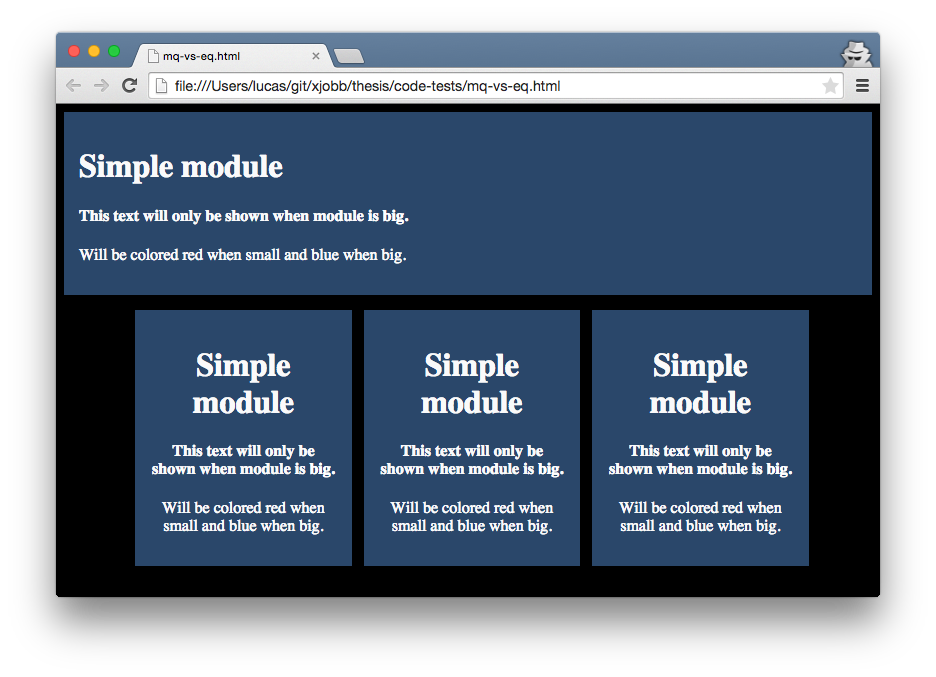 mq-vs-eq.html
file:///Users/lucas/git/xjobb/thesis/code-tests/mq-vs-eq.html
Simple module
This text will only be shown when module is big.
Will be colored red when small and blue when big.
Simple
module
This text will only be
shown when module is big.
Will be colored red when
small and blue when big.
Simple
module
This text will only be
shown when module is big.
Will be colored red when
small and blue when big.
Simple
module
This text will only be
shown when module is big.
Will be colored red when
small and blue when big.